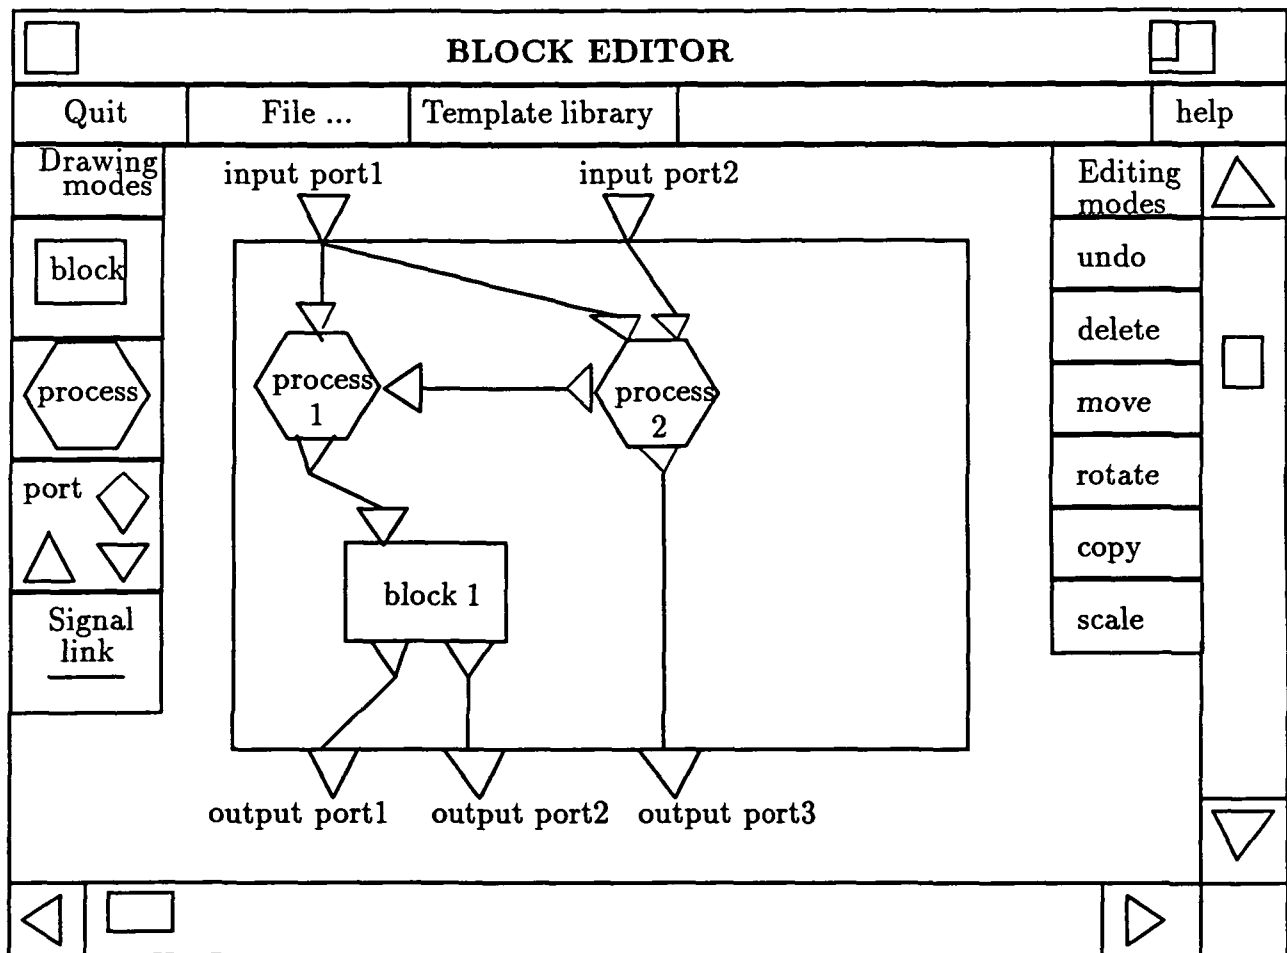 BLOCK EDITOR
Quit
File ...
Template library
help
Drawing
modes
block
process
port
Signal
link
input port1
input port2
process
1
process
2
block 1
output port1
output port2
output port3
Editing
modes
undo
delete
move
rotate
copy
scale